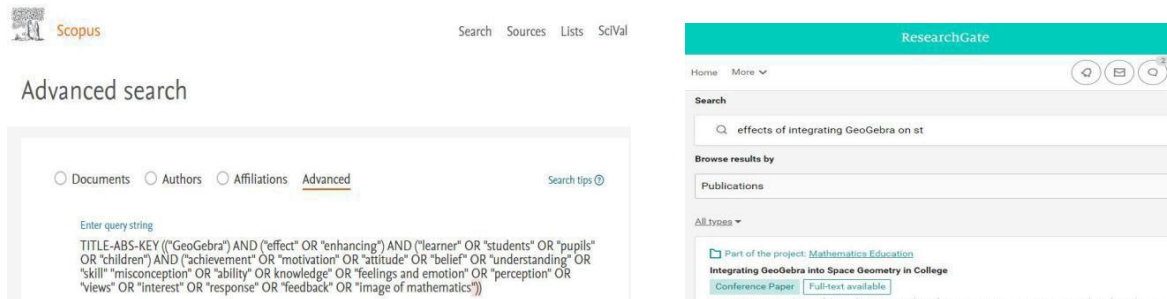 Scopus
Search Sources Lists SciVal
Advanced search
Documents Authors Affiliations Advanced
Search tips
Enter query string
TITLE-ABS-KEY (("GeoGebra") AND ("effect" OR "enhancing") AND ("learner" OR "students" OR "pupils"
OR "children") AND ("achievement" OR "motivation" OR "attitude" OR "belief" OR "understanding" OR
"skill" "misconception" OR "ability" OR knowledge" OR "feelings and emotion" OR "perception" OR
"views" OR "interest" OR "response" OR "feedback" OR "image of mathematics"))
ResearchGate
2
Home More
Search
effects of integrating GeoGebra on st
Browse results by
Publications
All types
Part of the project: Mathematics Education
Integrating GeoGebra into Space Geometry in College
Conference Paper Full-text available